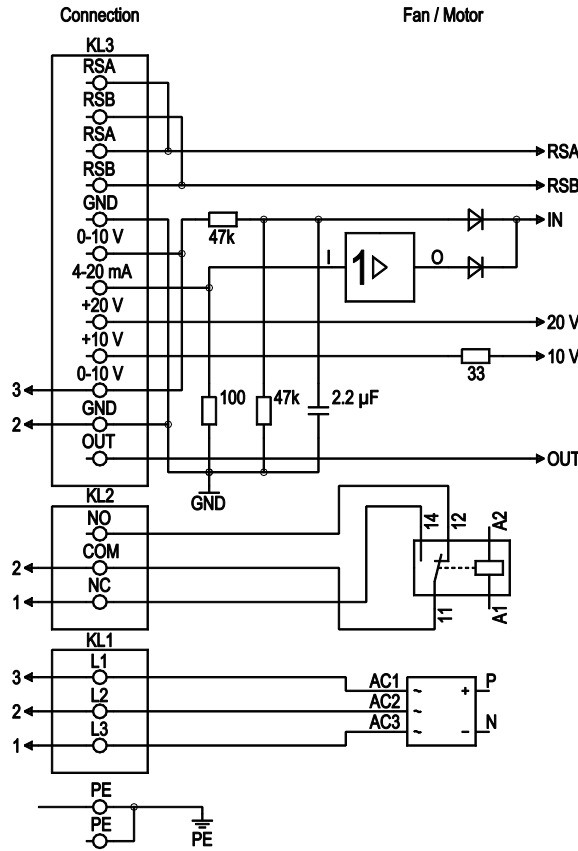 Connection Fan / Motor
KL3
RSA
RSB
RSA RSA
RSB RSB
GND IN
0-10 V 47k
4-20 mA I 1 O
+20 V 20 V
+10 V 10 V
33
3 0-10 V
100 47k 2.2 µF
2 GND
OUT OUT
GND
KL2
NO 14 12 A2
2 COM
1 NC
11 A1
KL1
3 L1 AC1 ~ + P
2 L2 AC2 ~
1 L3 AC3 ~ − N
PE
PE PE